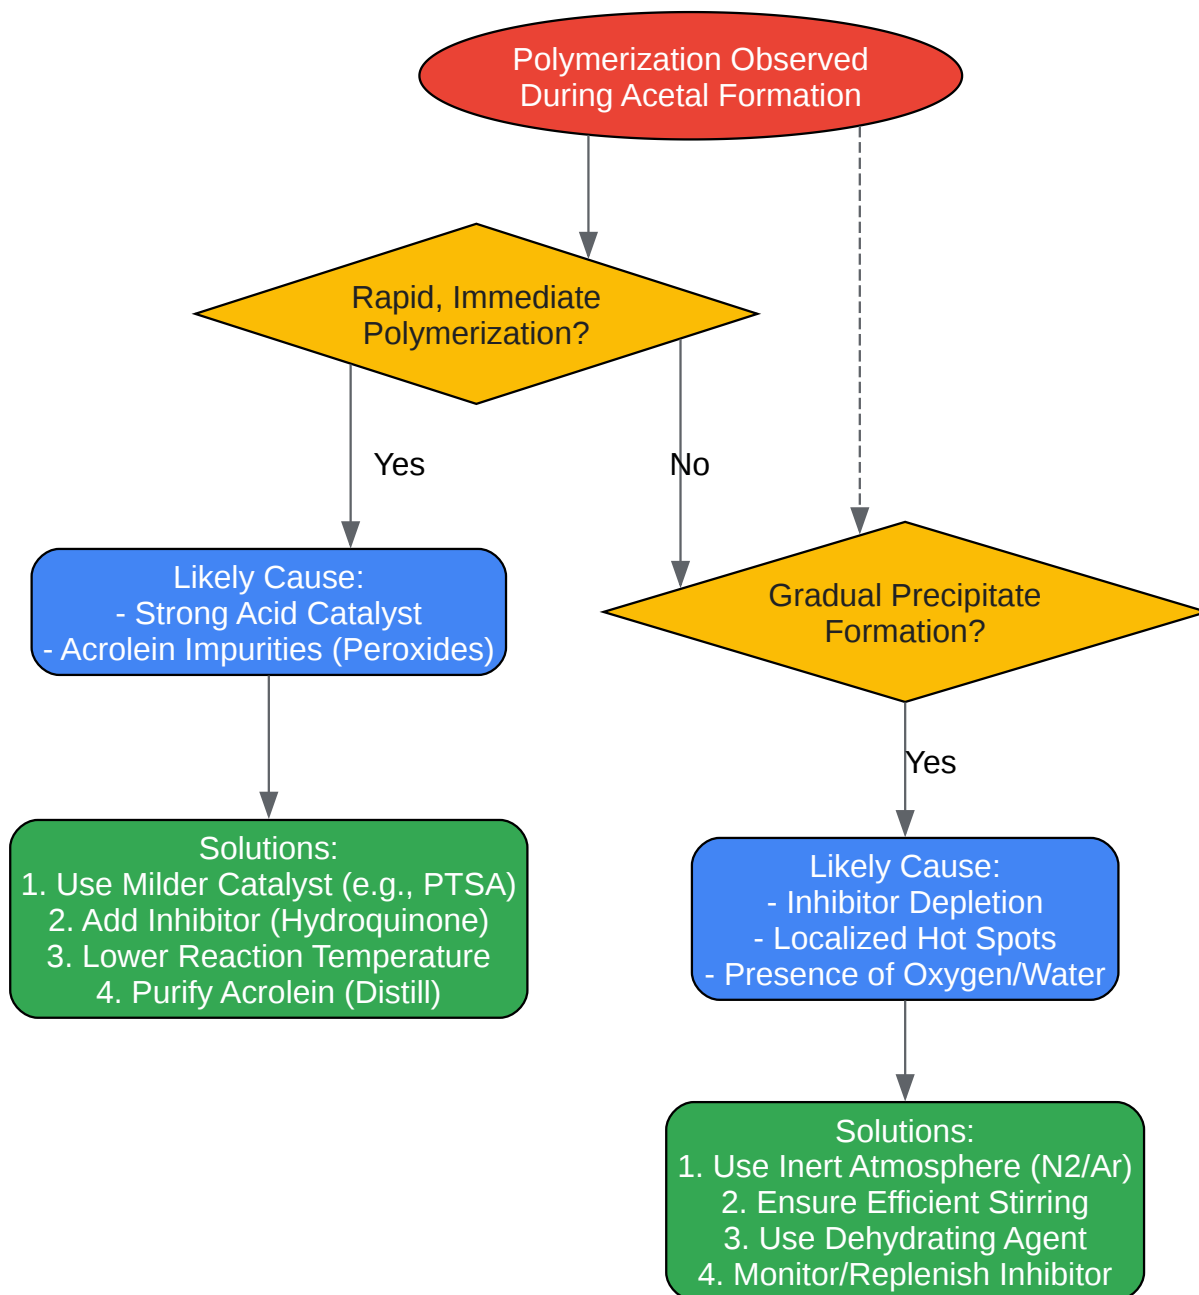 Polymerization Observed
During Acetal Formation
Rapid, Immediate
Polymerization?
Yes
No
Likely Cause:
- Strong Acid Catalyst
- Acrolein Impurities (Peroxides)
Gradual Precipitate
Formation?
Yes
Solutions:
1. Use Milder Catalyst (e.g., PTSA)
2. Add Inhibitor (Hydroquinone)
3. Lower Reaction Temperature
4. Purify Acrolein (Distill)
Likely Cause:
- Inhibitor Depletion
- Localized Hot Spots
- Presence of Oxygen/Water
Solutions:
1. Use Inert Atmosphere (N2/Ar)
2. Ensure Efficient Stirring
3. Use Dehydrating Agent
4. Monitor/Replenish Inhibitor